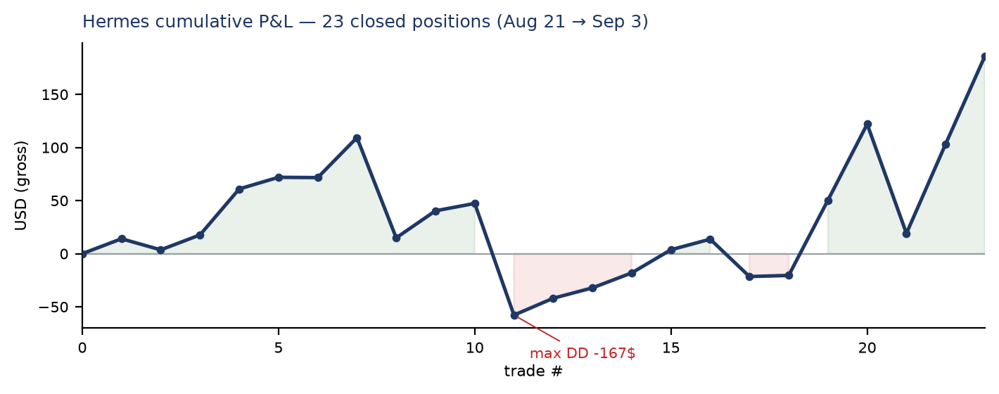 Hermes cumulative P&L — 23 closed positions (Aug 21 → Sep 3)
USD (gross)
150
100
50
0
−50
0 5 10 15 20
max DD -167$
trade #